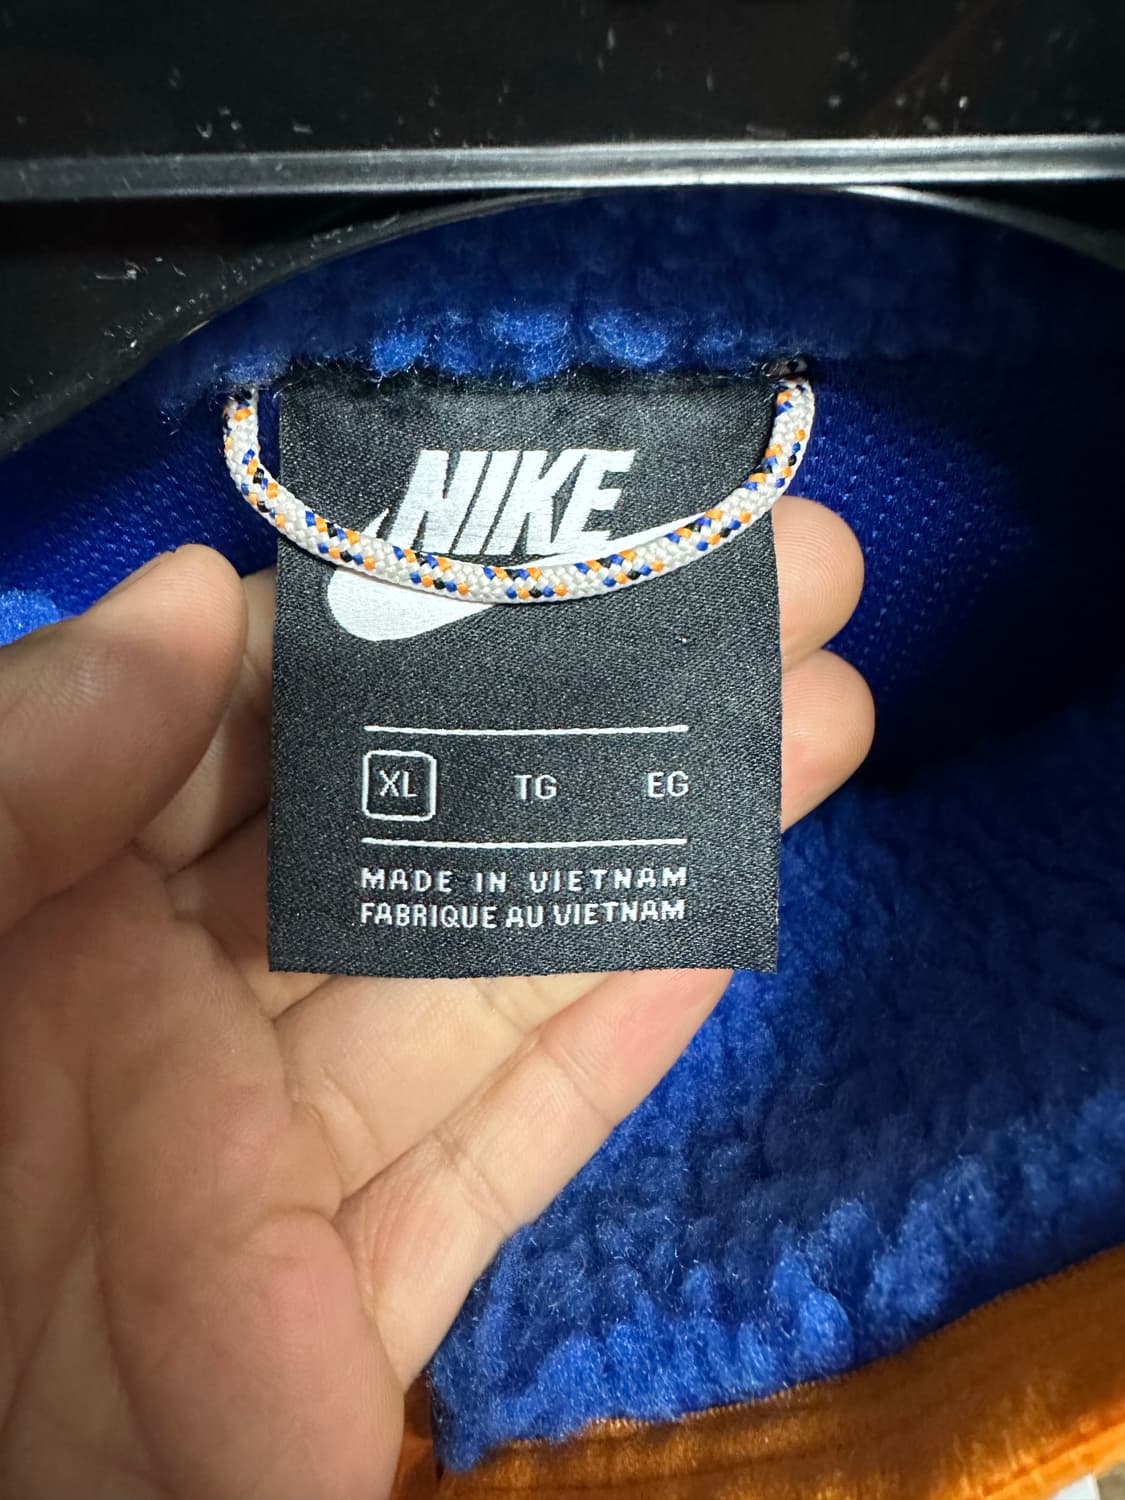 NIKE
XL TG EG
MADE IN VIETNAM
FABRIQUE AU VIETNAM